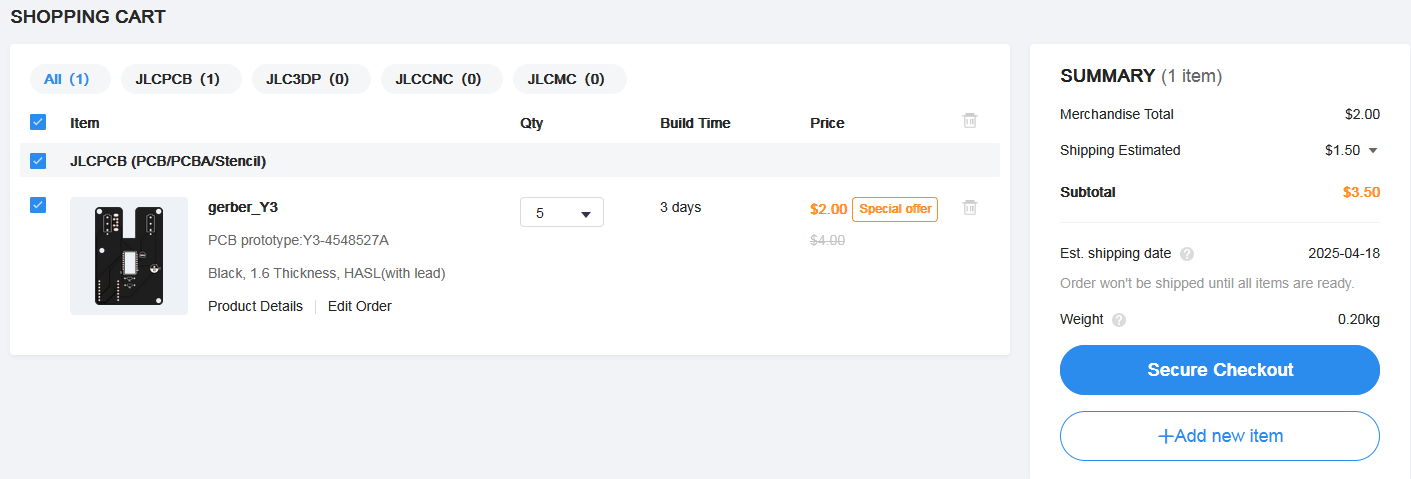 SHOPPING CART
All (1) JLCPCB (1) JLC3DP (0) JLCCNC (0) JLCMC (0)
Item Qty Build Time Price
JLCPCB (PCB/PCBA/Stencil)
gerber_Y3 5 3 days $2.00 Special offer
PCB prototype:Y3-4548527A $4.00
Black, 1.6 Thickness, HASL(with lead)
Product Details Edit Order
SUMMARY (1 item)
Merchandise Total $2.00
Shipping Estimated $1.50
Subtotal $3.50
Est. shipping date ? 2025-04-18
Order won't be shipped until all items are ready.
Weight ? 0.20kg
Secure Checkout
+Add new item